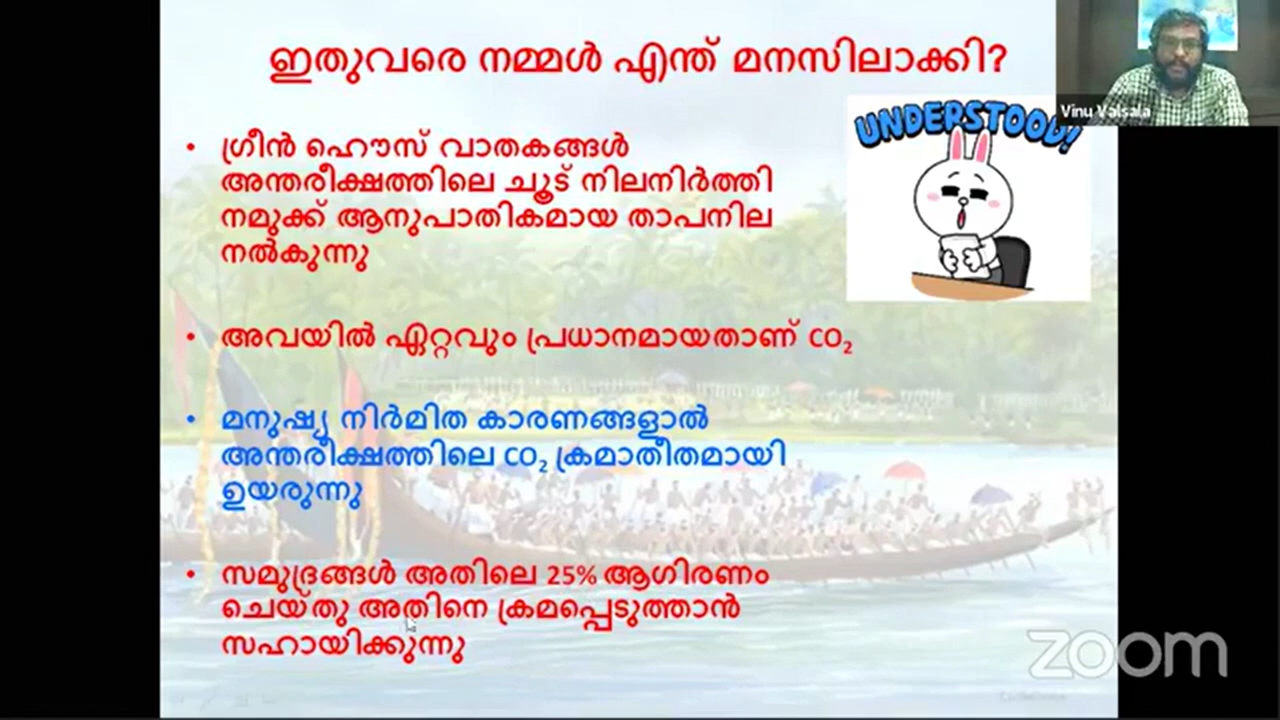 ഇതുവരെ നമ്മൾ എന്ത് മനസിലാക്കി?
UNDERSTOOD!
Vinu Valsala
• ഗ്രീൻ ഹൌസ് വാതകങ്ങൾ
അന്തരീക്ഷത്തിലെ ചൂട് നിലനിർത്തി
നമുക്ക് ആനുപാതികമായ താപനില
നൽകുന്നു
• അവയിൽ ഏറ്റവും പ്രധാനമായതാണ് CO₂
• മനുഷ്യ നിർമിത കാരണങ്ങളാൽ
അന്തരീക്ഷത്തിലെ CO₂ ക്രമാതീതമായി
ഉയരുന്നു
• സമുദ്രങ്ങൾ അതിലെ 25% ആഗിരണം
ചെയ്തു അതിനെ ക്രമപ്പെടുത്താൻ
സഹായിക്കുന്നു
zoom